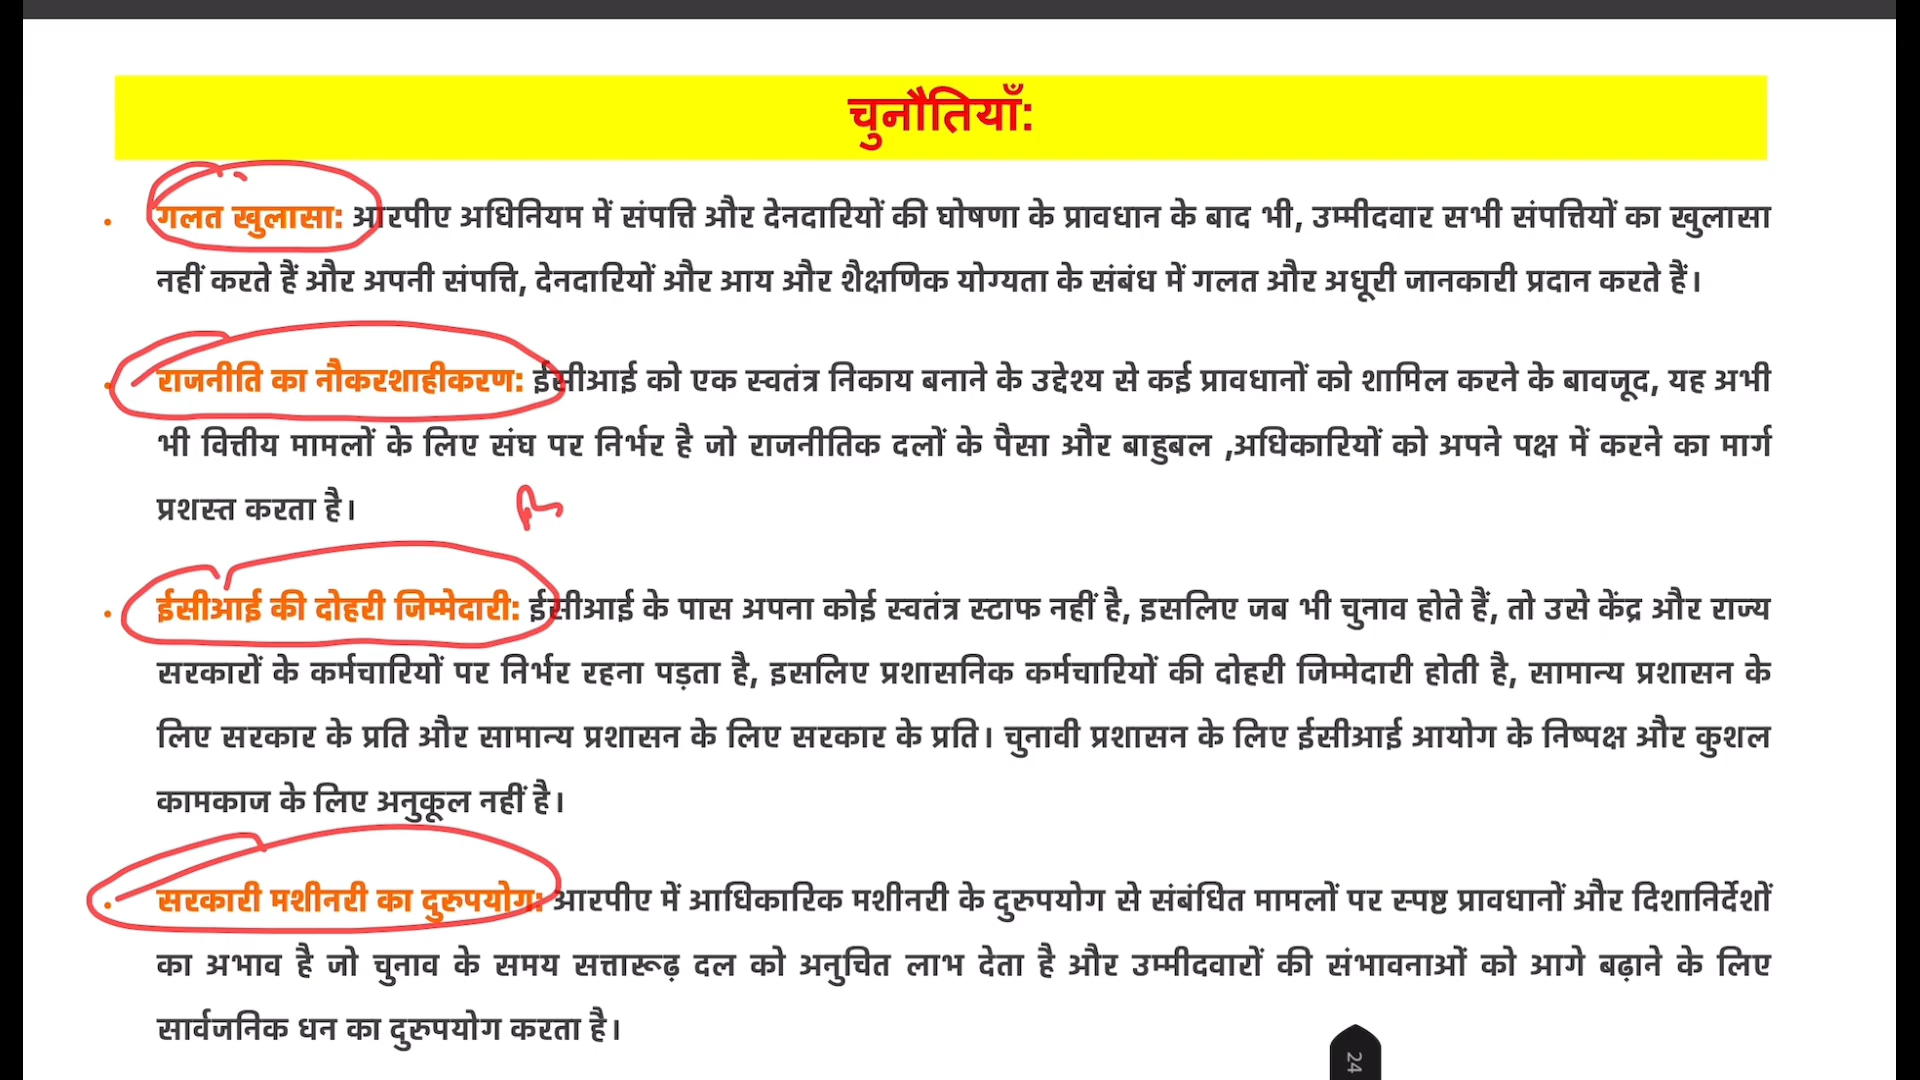 चुनौतियाँ:
• गलत खुलासा: आरपीए अधिनियम में संपत्ति और देनदारियों की घोषणा के प्रावधान के बाद भी, उम्मीदवार सभी संपत्तियों का खुलासा
नहीं करते हैं और अपनी संपत्ति, देनदारियों और आय और शैक्षणिक योग्यता के संबंध में गलत और अधूरी जानकारी प्रदान करते हैं।
• राजनीति का नौकरशाहीकरण: ईसीआई को एक स्वतंत्र निकाय बनाने के उद्देश्य से कई प्रावधानों को शामिल करने के बावजूद, यह अभी
भी वित्तीय मामलों के लिए संघ पर निर्भर है जो राजनीतिक दलों के पैसा और बाहुबल ,अधिकारियों को अपने पक्ष में करने का मार्ग
प्रशस्त करता है।
• ईसीआई की दोहरी जिम्मेदारी: ईसीआई के पास अपना कोई स्वतंत्र स्टाफ नहीं है, इसलिए जब भी चुनाव होते हैं, तो उसे केंद्र और राज्य
सरकारों के कर्मचारियों पर निर्भर रहना पड़ता है, इसलिए प्रशासनिक कर्मचारियों की दोहरी जिम्मेदारी होती है, सामान्य प्रशासन के
लिए सरकार के प्रति और सामान्य प्रशासन के लिए सरकार के प्रति। चुनावी प्रशासन के लिए ईसीआई आयोग के निष्पक्ष और कुशल
कामकाज के लिए अनुकूल नहीं है।
• सरकारी मशीनरी का दुरुपयोग: आरपीए में आधिकारिक मशीनरी के दुरुपयोग से संबंधित मामलों पर स्पष्ट प्रावधानों और दिशानिर्देशों
का अभाव है जो चुनाव के समय सत्तारूढ़ दल को अनुचित लाभ देता है और उम्मीदवारों की संभावनाओं को आगे बढ़ाने के लिए
सार्वजनिक धन का दुरुपयोग करता है।
24